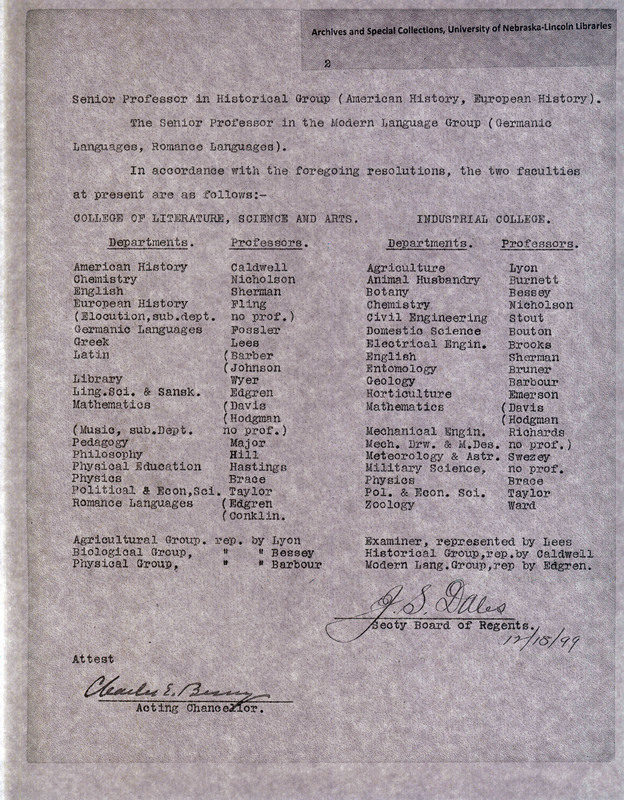 Archives and Special Collections, University of Nebraska-Lincoln Libraries
2
Senior Professor in Historical Group (American History, European History).
The Senior Professor in the Modern Language Group (Germanic
Languages, Romance Languages).
In accordance with the foregoing resolutions, the two faculties
at present are as follows:-
COLLEGE OF LITERATURE, SCIENCE AND ARTS.
Departments. Professors.
American History Caldwell
Chemistry Nicholson
English Sherman
European History Fling
(Elocution,sub.dept. no prof.)
Germanic Languages Fossler
Greek Lees
Latin (Barber
(Johnson
Library Wyer
Ling.Sci. & Sansk. Edgren
Mathematics (Davis
(Hodgman
(Music, sub.Dept. no prof.)
Pedagogy Major
Philosophy Hill
Physical Education Hastings
Physics Brace
Political & Econ,Sci. Taylor
Romance Languages (Edgren
(Conklin.
INDUSTRIAL COLLEGE.
Departments. Professors.
Agriculture Lyon
Animal Husbandry Burnett
Botany Bessey
Chemistry Nicholson
Civil Engineering Stout
Domestic Science Bouton
Electrical Engin. Brooks
English Sherman
Entomology Bruner
Geology Barbour
Horticulture Emerson
Mathematics (Davis
(Hodgman
Mechanical Engin. Richards
Mech. Drw. & M.Des. no prof.)
Meteorology & Astr. Swezey
Military Science, no prof.
Physics Brace
Pol. & Econ. Sci. Taylor
Zoology Ward
Agricultural Group. rep. by Lyon
Biological Group, " " Bessey
Physical Group, " " Barbour
Examiner, represented by Lees
Historical Group,rep.by Caldwell
Modern Lang.Group,rep by Edgren.
J. S. Dales
Secty Board of Regents.
12/15/99
Attest
Charles E. Bessey
Acting Chancellor.